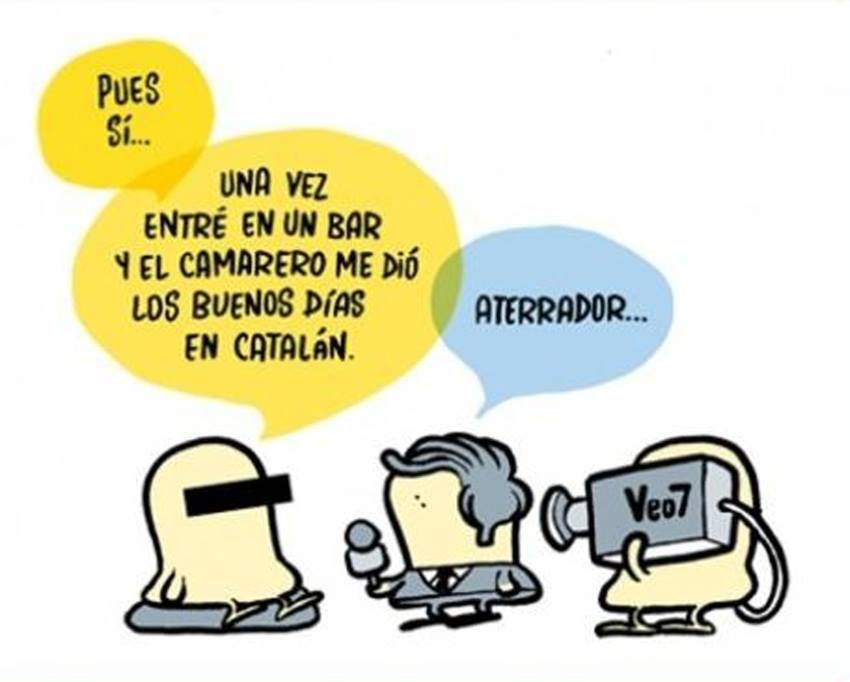 PUES
SÍ...
UNA VEZ
ENTRÉ EN UN BAR
Y EL CAMARERO ME DIÓ
LOS BUENOS DÍAS
EN CATALÁN.
ATERRADOR...
Veo7